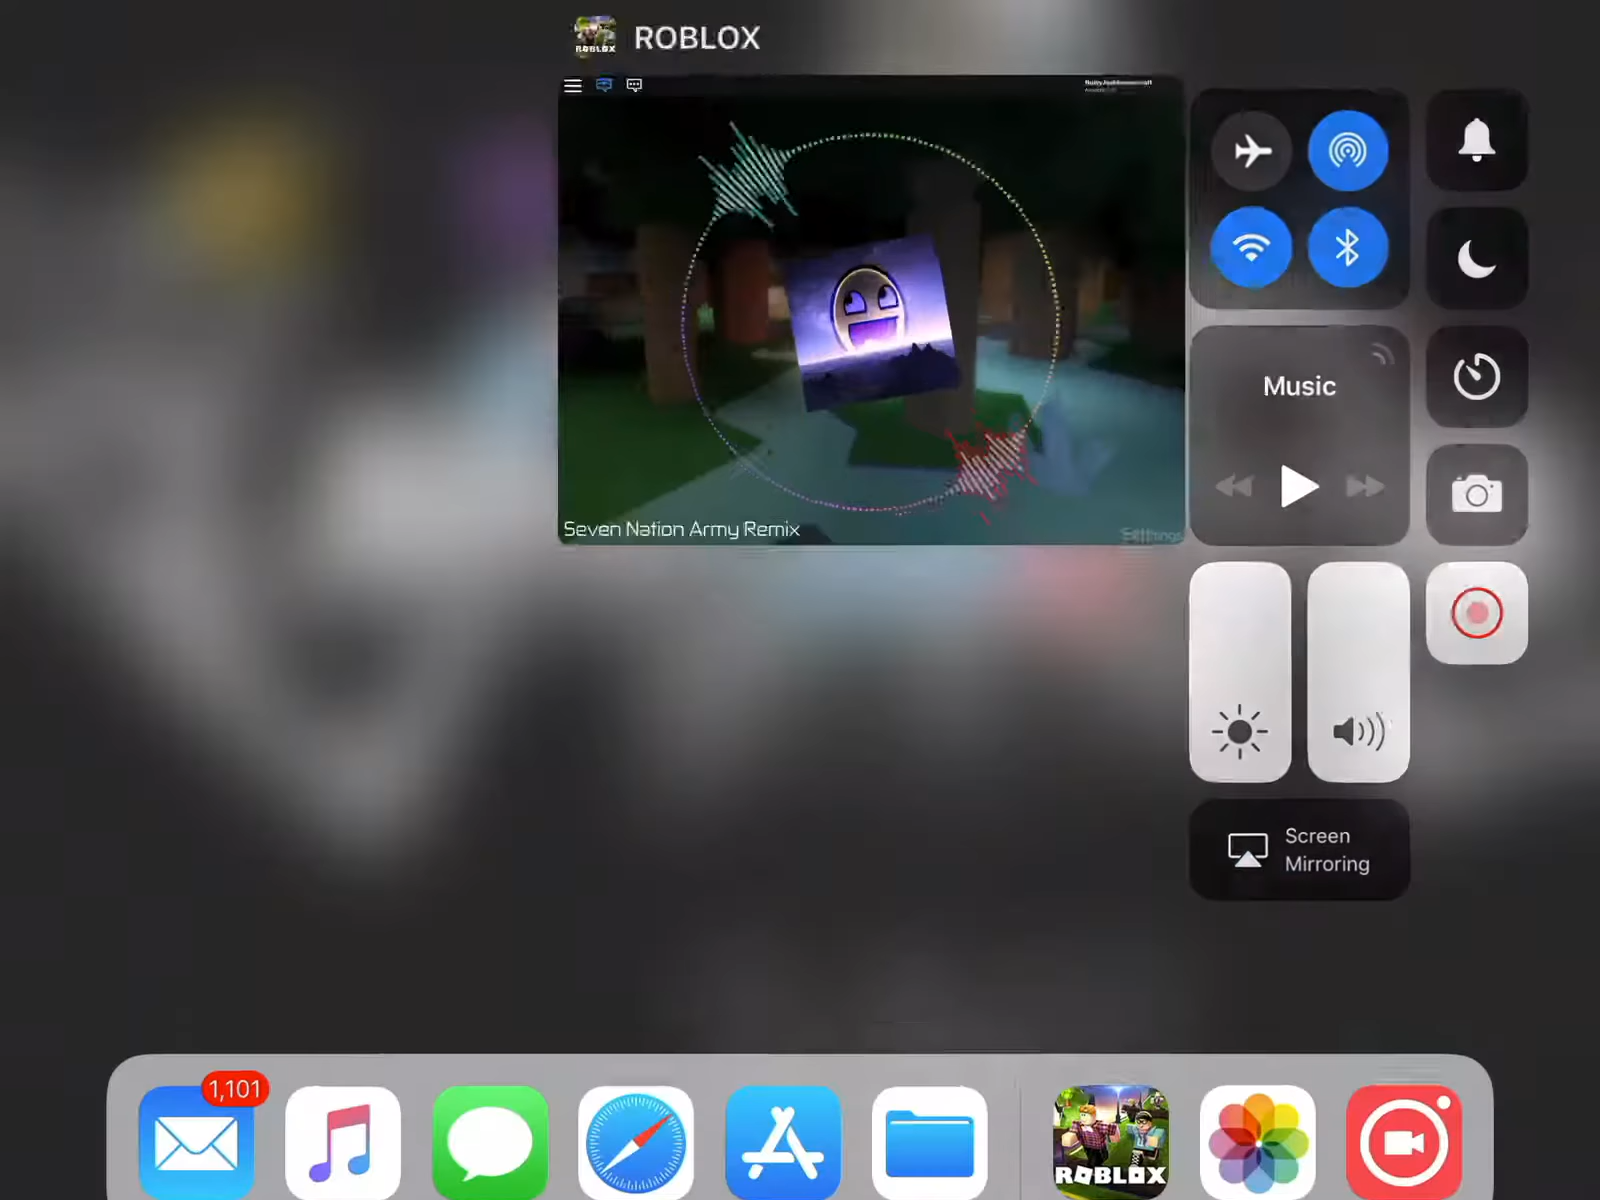 ROBLOX
Seven Nation Army Remix
Music
Screen
Mirroring
1,101
ROBLOX